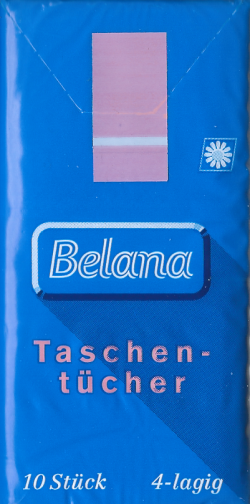 Belana
Taschen-
tücher
10 Stück 4-lagig